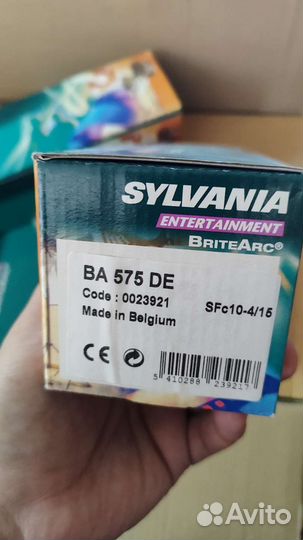 SYLVANIA
ENTERTAINMENT
BRITEARC®
BA 575 DE
Code : 0023921 SFc10-4/15
Made in Belgium
CE
5 410288 239217
Avito